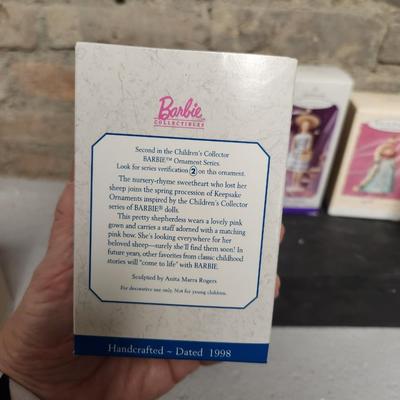 Barbie
COLLECTIBLES
Second in the Children's Collector
BARBIE™ Ornament Series.
Look for series verification 2 on this ornament.
The nursery-rhyme sweetheart who lost her
sheep joins the spring procession of Keepsake
Ornaments inspired by the Children's Collector
series of BARBIE® dolls.
This pretty shepherdess wears a lovely pink
gown and carries a staff adorned with a matching
pink bow. She's looking everywhere for her
beloved sheep—surely she'll find them soon! In
future years, other favorites from classic childhood
stories will "come to life" with BARBIE.
Sculpted by Anita Marra Rogers
For decorative use only. Not for young children.
Handcrafted ~ Dated 1998